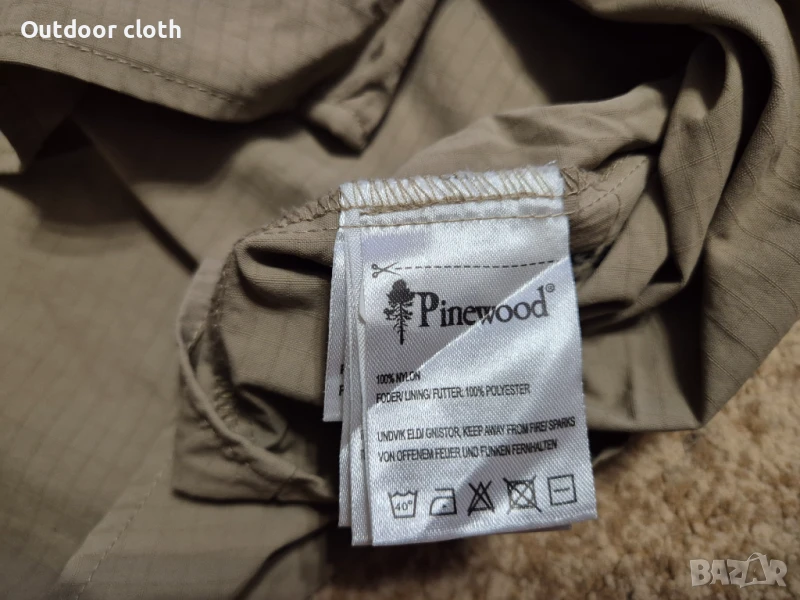 Outdoor cloth
Pinewood®
100% NYLON
FODER/ LINING/ FUTTER: 100% POLYESTER
UNDVIK ELD/ GNISTOR, KEEP AWAY FROM FIRE/ SPARKS
VON OFFENEM FEUER UND FUNKEN FERNHALTEN
40°
BAZAR